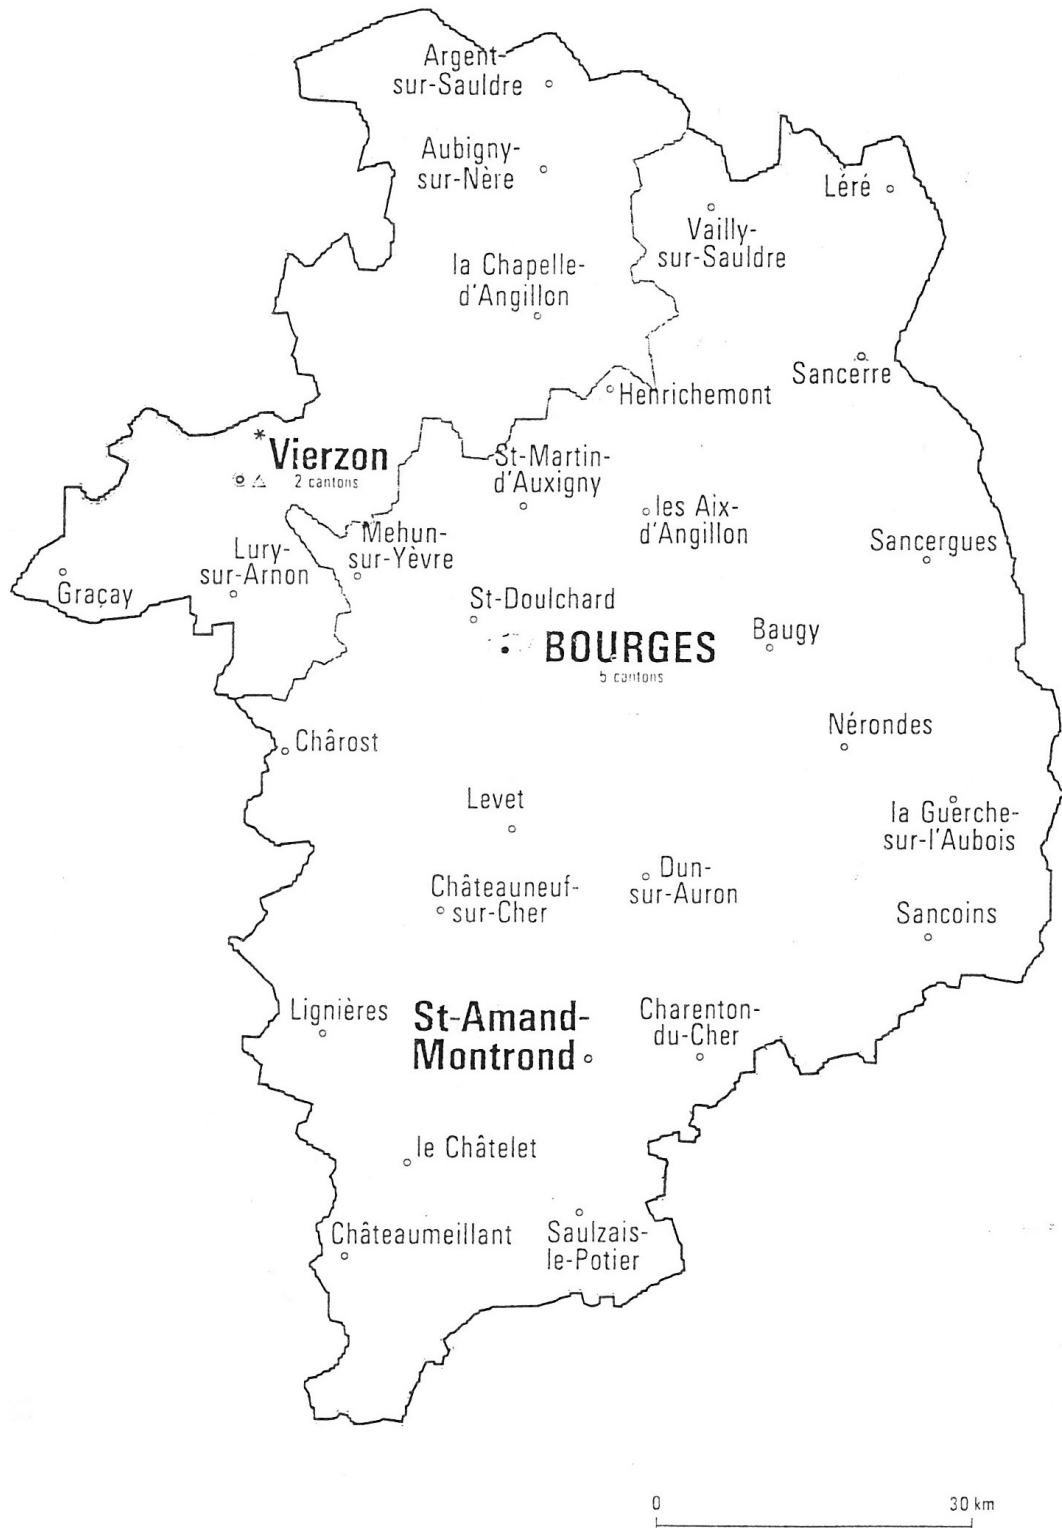 Argent-
sur-Sauldre
Aubigny-
sur-Nère
Léré
Vailly-
sur-Sauldre
la Chapelle-
d'Angillon
Sancerre
Henrichemont
* Vierzon
2 cantons
St-Martin-
d'Auxigny
les Aix-
d'Angillon
Mehun-
sur-Yèvre
Sancergues
Lury-
sur-Arnon
Graçay
St-Doulchard
BOURGES
5 cantons
Baugy
Nérondes
Chârost
Levet
la Guerche-
sur-l'Aubois
Dun-
sur-Auron
Châteauneuf-
sur-Cher
Sancoins
Lignières
St-Amand-
Montrond
Charenton-
du-Cher
le Châtelet
Châteaumeillant
Saulzais-
le-Potier
0 30 km